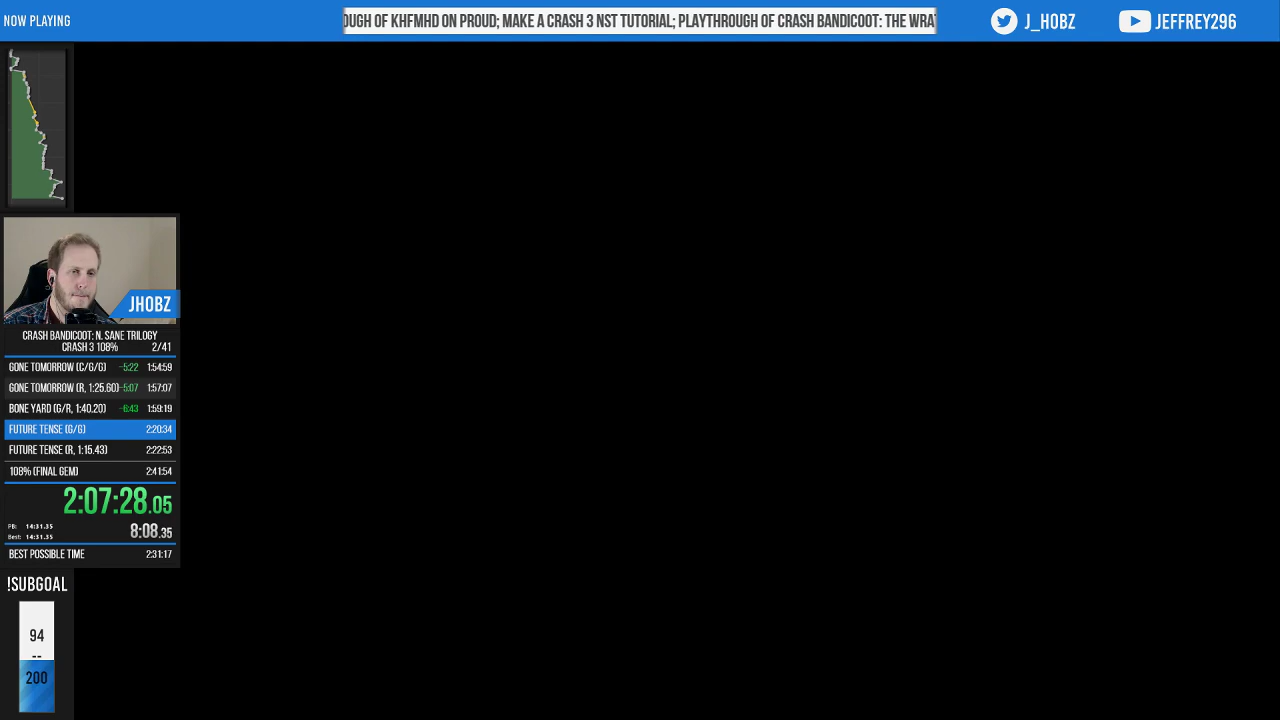 NOW PLAYING
OUGH OF KHFMHD ON PROUD; MAKE A CRASH 3 NST TUTORIAL; PLAYTHROUGH OF CRASH BANDICOOT: THE WRA
J_HOBZ
JEFFREY296
JHOBZ
CRASH BANDICOOT: N. SANE TRILOGY
CRASH 3 108% 2/41
GONE TOMORROW (C/G/G) -5:22 1:54:59
GONE TOMORROW (R, 1:25.60) -5:07 1:57:07
BONE YARD (G/R, 1:40.20) -6:43 1:59:19
FUTURE TENSE (G/G) 2:20:34
FUTURE TENSE (R, 1:15.43) 2:22:53
108% (FINAL GEM) 2:41:54
2:07:28.05
PB: 14:31.35 8:08.35
Best: 14:31.35
BEST POSSIBLE TIME 2:31:17
!SUBGOAL
94
--
200